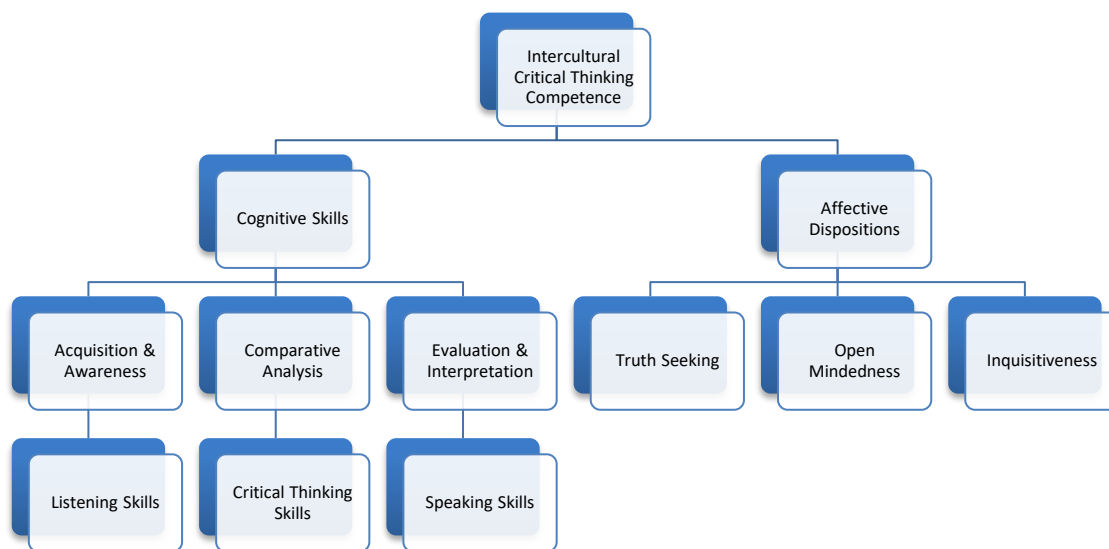 Intercultural
Critical Thinking
Competence
Cognitive Skills
Affective
Dispositions
Acquisition &
Awareness
Comparative
Analysis
Evaluation &
Interpretation
Truth Seeking
Open
Mindedness
Inquisitiveness
Listening Skills
Critical Thinking
Skills
Speaking Skills